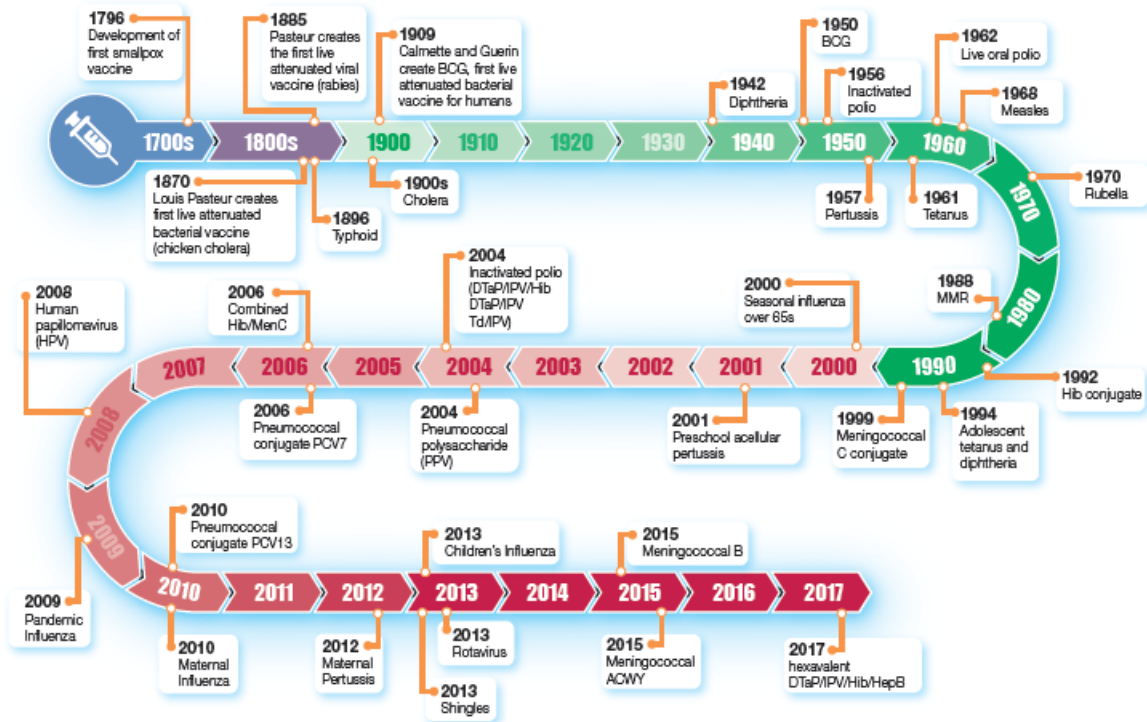 1796
Development of
first smallpox
vaccine
1885
Pasteur creates
the first live
attenuated viral
vaccine (rabies)
1909
Calmette and Guerin
create BCG, first live
attenuated bacterial
vaccine for humans
1942
Diphtheria
1950
BCG
1956
Inactivated
polio
1962
Live oral polio
1968
Measles
1700s
1800s
1900
1910
1920
1930
1940
1950
1960
1970
1980
1870
Louis Pasteur creates
first live attenuated
bacterial vaccine
(chicken cholera)
1896
Typhoid
1900s
Cholera
1957
Pertussis
1961
Tetanus
1970
Rubella
1988
MMR
2008
Human
papillomavirus
(HPV)
2006
Combined
Hib/MenC
2004
Inactivated polio
(DTaP/IPV/Hib
DTaP/IPV
Td/IPV)
2000
Seasonal influenza
over 65s
2007
2006
2005
2004
2003
2002
2001
2000
1990
1992
Hib conjugate
2006
Pneumococcal
conjugate PCV7
2004
Pneumococcal
polysaccharide
(PPV)
2001
Preschool acellular
pertussis
1999
Meningococcal
C conjugate
1994
Adolescent
tetanus and
diphtheria
2008
2009
2010
Pneumococcal
conjugate PCV13
2013
Children's Influenza
2015
Meningococcal B
2010
2011
2012
2013
2014
2015
2016
2017
2009
Pandemic
Influenza
2010
Maternal
Influenza
2012
Maternal
Pertussis
2013
Rotavirus
2013
Shingles
2015
Meningococcal
ACWY
2017
hexavalent
DTaP/IPV/Hib/HepB